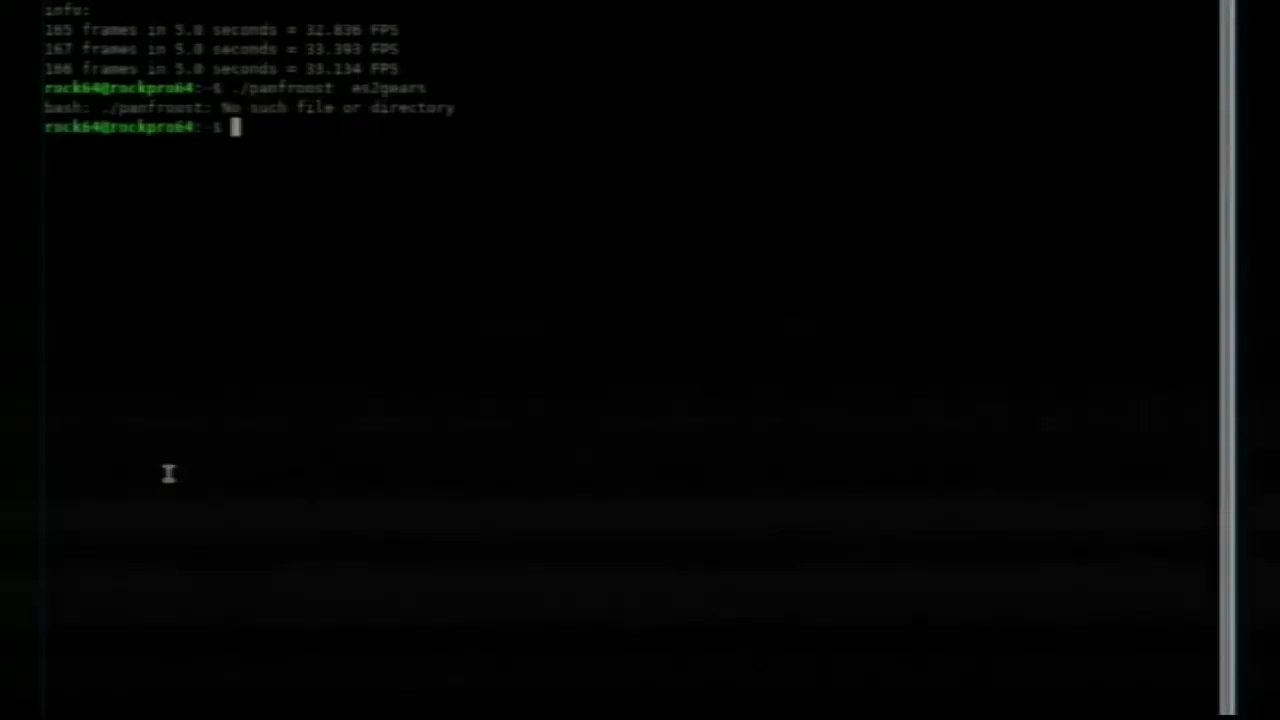 info:
165 frames in 5.0 seconds = 32.836 FPS
167 frames in 5.0 seconds = 33.393 FPS
166 frames in 5.0 seconds = 33.134 FPS
rock64@rockpro64:~$ ./panfroost  es2gears
bash: ./panfroost: No such file or directory
rock64@rockpro64:~$